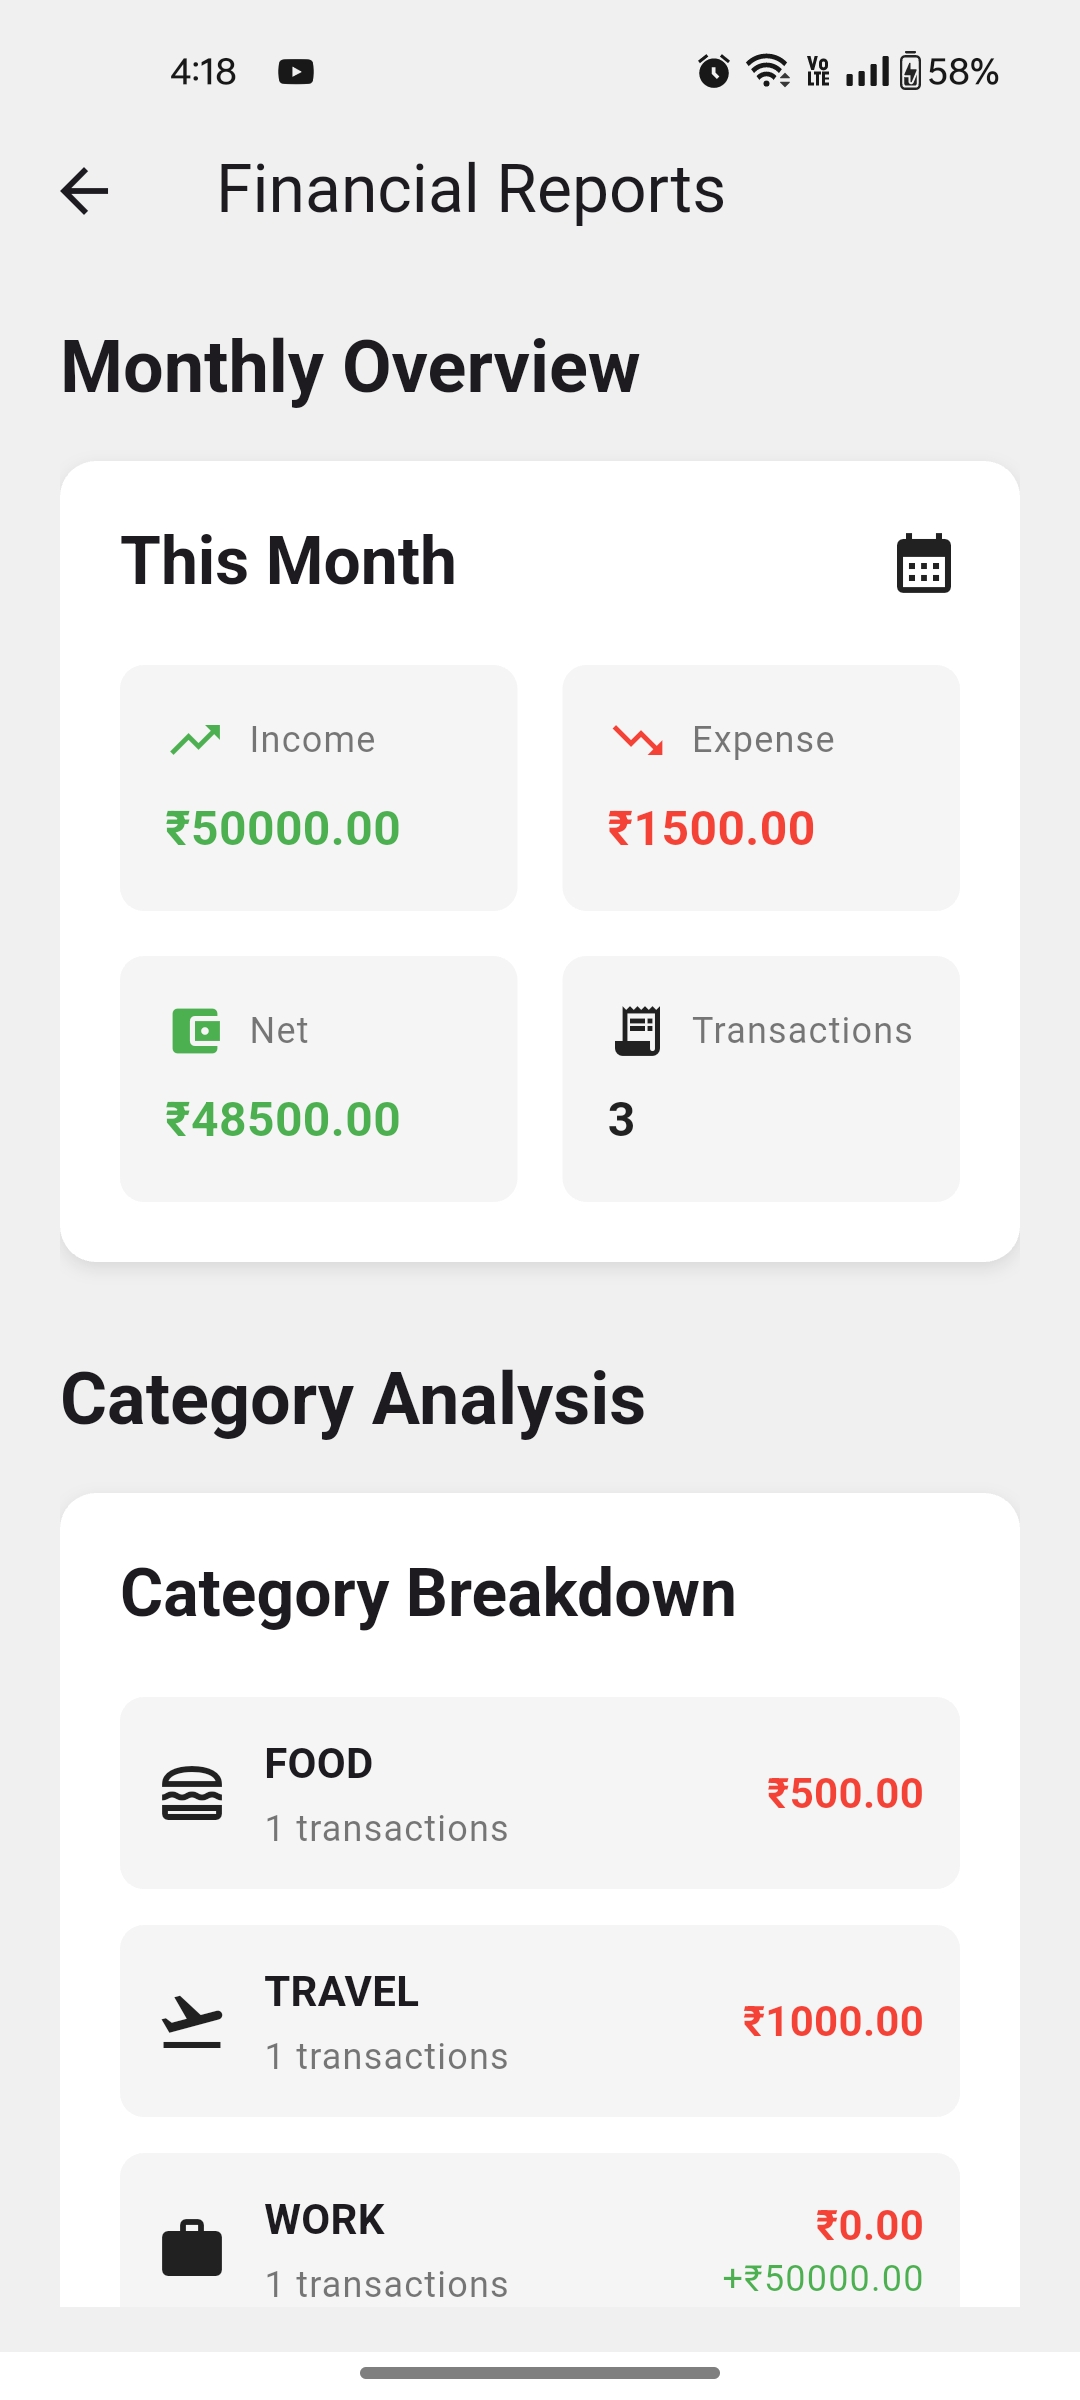 4:18
Vo
LTE
58%
Financial Reports
Monthly Overview
This Month
Income
₹50000.00
Expense
₹1500.00
Net
₹48500.00
Transactions
3
Category Analysis
Category Breakdown
FOOD
1 transactions
₹500.00
TRAVEL
1 transactions
₹1000.00
WORK
1 transactions
₹0.00
+₹50000.00